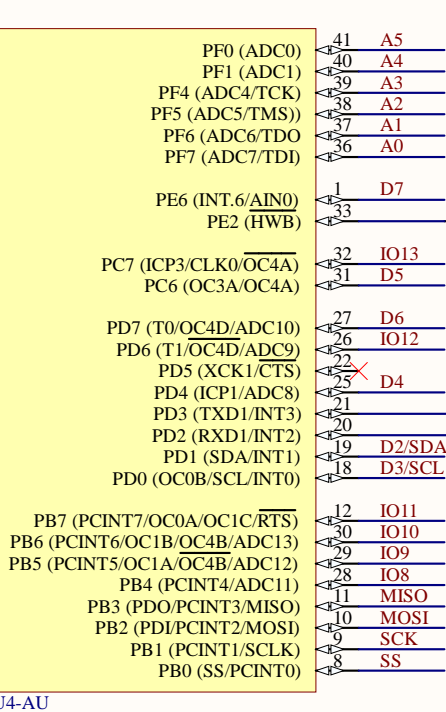 PF0 (ADC0) 41 A5
PF1 (ADC1) 40 A4
PF4 (ADC4/TCK) 39 A3
PF5 (ADC5/TMS)) 38 A2
PF6 (ADC6/TDO 37 A1
PF7 (ADC7/TDI) 36 A0
PE6 (INT.6/AIN0) 1 D7
PE2 (HWB) 33
PC7 (ICP3/CLK0/OC4A) 32 IO13
PC6 (OC3A/OC4A) 31 D5
PD7 (T0/OC4D/ADC10) 27 D6
PD6 (T1/OC4D/ADC9) 26 IO12
PD5 (XCK1/CTS) 22
PD4 (ICP1/ADC8) 25 D4
PD3 (TXD1/INT3) 21
PD2 (RXD1/INT2) 20
PD1 (SDA/INT1) 19 D2/SDA
PD0 (OC0B/SCL/INT0) 18 D3/SCL
PB7 (PCINT7/OC0A/OC1C/RTS) 12 IO11
PB6 (PCINT6/OC1B/OC4B/ADC13) 30 IO10
PB5 (PCINT5/OC1A/OC4B/ADC12) 29 IO9
PB4 (PCINT4/ADC11) 28 IO8
PB3 (PDO/PCINT3/MISO) 11 MISO
PB2 (PDI/PCINT2/MOSI) 10 MOSI
PB1 (PCINT1/SCLK) 9 SCK
PB0 (SS/PCINT0) 8 SS
U4-AU